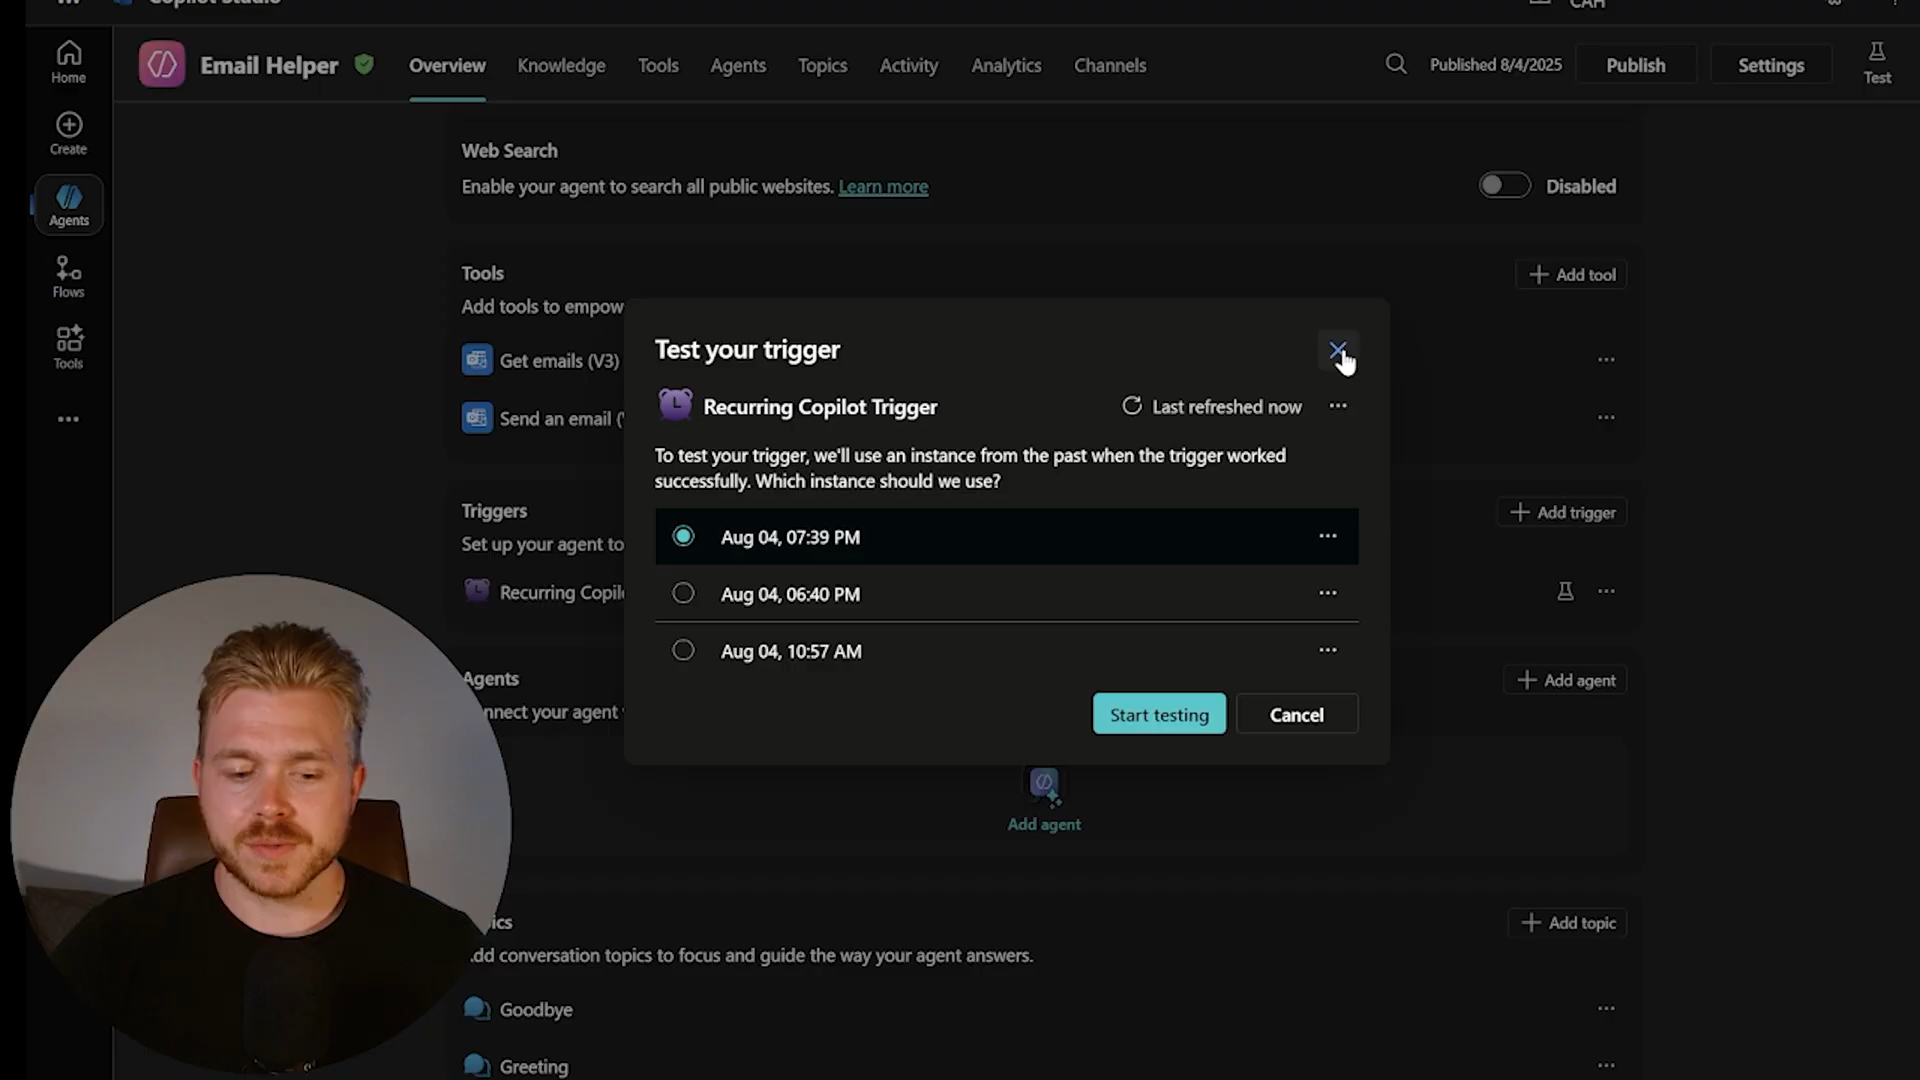 Copilot Studio
CAH
Home
Create
Agents
Flows
Tools
Email Helper
Overview
Knowledge
Tools
Agents
Topics
Activity
Analytics
Channels
Published 8/4/2025
Publish
Settings
Test
Web Search
Enable your agent to search all public websites. Learn more
Disabled
Tools
Add tool
Add tools to empow
Get emails (V3)
Send an email (
Triggers
Add trigger
Set up your agent to
Recurring Copil
Agents
Add agent
nnect your agent
Add agent
ics
Add topic
dd conversation topics to focus and guide the way your agent answers.
Goodbye
Greeting
Test your trigger
Recurring Copilot Trigger
Last refreshed now
To test your trigger, we'll use an instance from the past when the trigger worked
successfully. Which instance should we use?
Aug 04, 07:39 PM
Aug 04, 06:40 PM
Aug 04, 10:57 AM
Start testing
Cancel